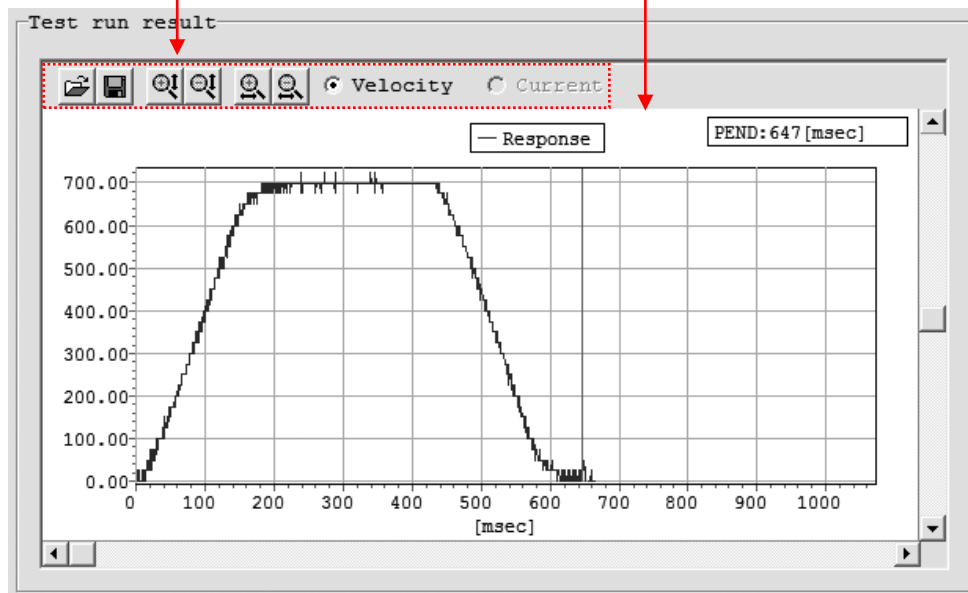 Test run result
Velocity Current
Response PEND:647[msec]
700.00
600.00
500.00
400.00
300.00
200.00
100.00
0.00
0 100 200 300 400 500 600 700 800 900 1000
[msec]